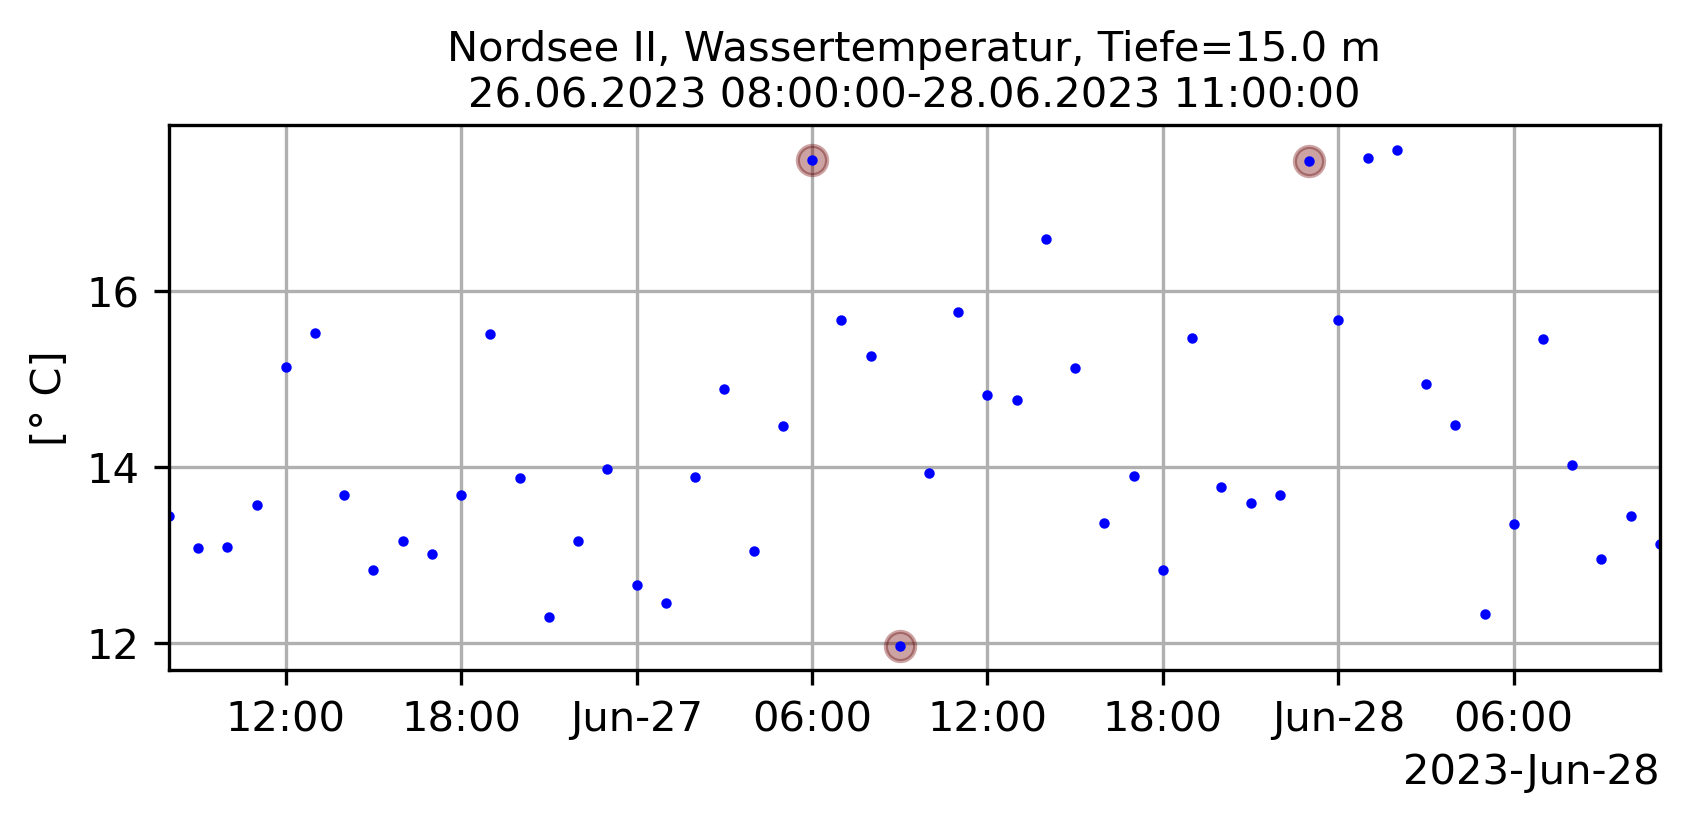 Nordsee II, Wassertemperatur, Tiefe=15.0 m
26.06.2023 08:00:00-28.06.2023 11:00:00
16
14
12
[° C]
12:00 18:00 Jun-27 06:00 12:00 18:00 Jun-28 06:00
2023-Jun-28